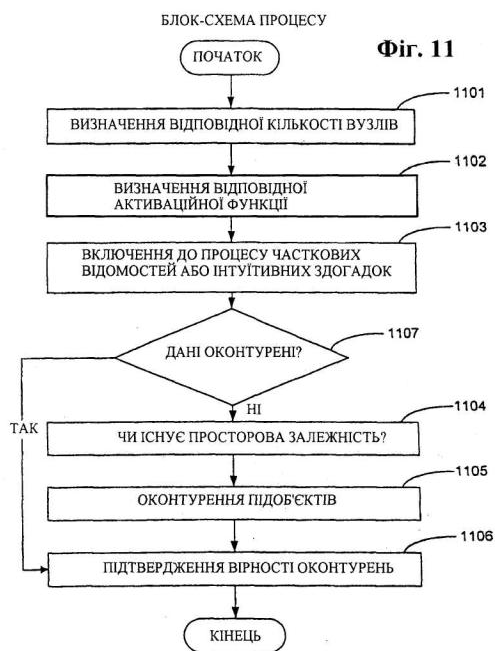 БЛОК-СХЕМА ПРОЦЕСУ
Фіг. 11
ПОЧАТОК
1101
ВИЗНАЧЕННЯ ВІДПОВІДНОЇ КІЛЬКОСТІ ВУЗЛІВ
1102
ВИЗНАЧЕННЯ ВІДПОВІДНОЇ
АКТИВАЦІЙНОЇ ФУНКЦІЇ
1103
ВКЛЮЧЕННЯ ДО ПРОЦЕСУ ЧАСТКОВИХ
ВІДОМОСТЕЙ АБО ІНТУЇТИВНИХ ЗДОГАДОК
1107
ДАНІ ОКОНТУРЕНІ?
НІ
ТАК
1104
ЧИ ІСНУЄ ПРОСТОРОВА ЗАЛЕЖНІСТЬ?
1105
ОКОНТУРЕННЯ ПІДОБ'ЄКТІВ
1106
ПІДТВЕРДЖЕННЯ ВІРНОСТІ ОКОНТУРЕНЬ
КІНЕЦЬ